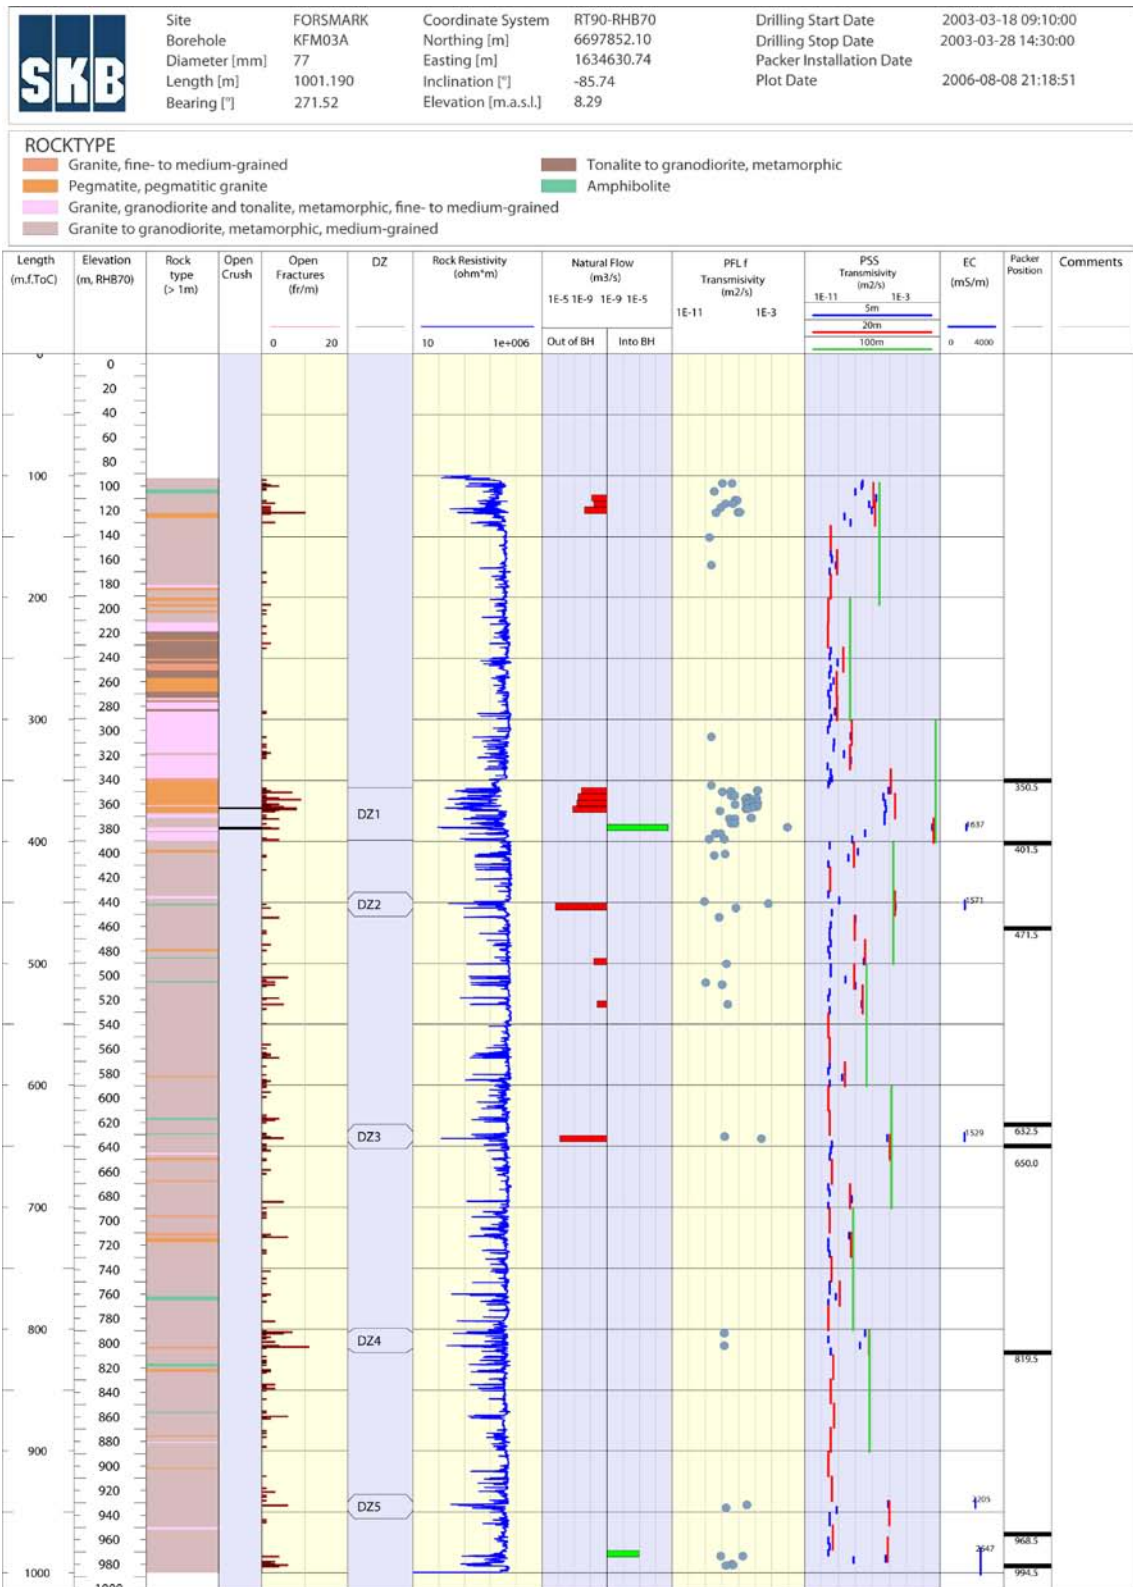 SKB
Site FORSMARK Coordinate System RT90-RHB70 Drilling Start Date 2003-03-18 09:10:00
Borehole KFM03A Northing [m] 6697852.10 Drilling Stop Date 2003-03-28 14:30:00
Diameter [mm] 77 Easting [m] 1634630.74 Packer Installation Date
Length [m] 1001.190 Inclination [°] -85.74 Plot Date 2006-08-08 21:18:51
Bearing [°] 271.52 Elevation [m.a.s.l.] 8.29
ROCKTYPE
Granite, fine- to medium-grained Tonalite to granodiorite, metamorphic
Pegmatite, pegmatitic granite Amphibolite
Granite, granodiorite and tonalite, metamorphic, fine- to medium-grained
Granite to granodiorite, metamorphic, medium-grained
Length
(m.f.ToC)
Elevation
(m, RHB70)
Rock
type
(> 1m)
Open
Crush
Open
Fractures
(fr/m)
0 20
DZ
Rock Resistivity
(ohm*m)
10 1e+006
Natural Flow
(m3/s)
1E-5 1E-9 1E-9 1E-5
Out of BH Into BH
PFL f
Transmisivity
(m2/s)
1E-11 1E-3
PSS
Transmisivity
(m2/s)
1E-11 1E-3
5m
20m
100m
EC
(mS/m)
0 4000
Packer
Position
Comments
0
100
200
300
400
500
600
700
800
900
1000
0
20
40
60
80
100
120
140
160
180
200
220
240
260
280
300
320
340
360
380
400
420
440
460
480
500
520
540
560
580
600
620
640
660
680
700
720
740
760
780
800
820
840
860
880
900
920
940
960
980
1000
DZ1
DZ2
DZ3
DZ4
DZ5
1637
1571
1529
2205
2647
350.5
401.5
471.5
632.5
650.0
819.5
968.5
994.5